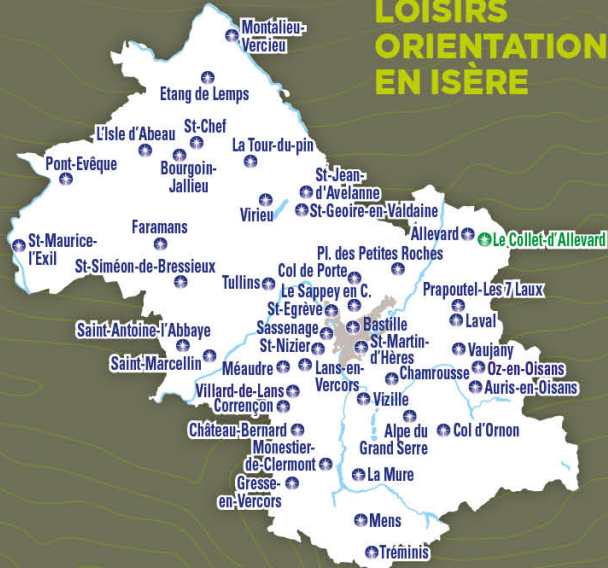 LOISIRS
ORIENTATION
EN ISÈRE
Montalieu-
Vercieu
Etang de Lemps
L'Isle d'Abeau
St-Chef
La Tour-du-pin
Pont-Evêque
Bourgoin-
Jallieu
St-Jean-
d'Avelanne
Virieu
St-Geoire-en-Valdaine
Faramans
Allevard
Le Collet-d'Allevard
St-Maurice-
l'Exil
Pl. des Petites Roches
St-Siméon-de-Bressieux
Tullins
Col de Porte
Prapoutel-Les 7 Laux
Le Sappey en C.
St-Egrève
Laval
Bastille
Saint-Antoine-l'Abbaye
Sassenage
St-Martin-
d'Hères
St-Nizier
Vaujany
Saint-Marcellin
Méaudre
Lans-en-
Vercors
Chamrousse
Oz-en-Oisans
Auris-en-Oisans
Villard-de-Lans
Corrençon
Vizille
Château-Bernard
Alpe du
Grand Serre
Col d'Ornon
Monestier-
de-Clermont
La Mure
Gresse-
en-Vercors
Mens
Tréminis